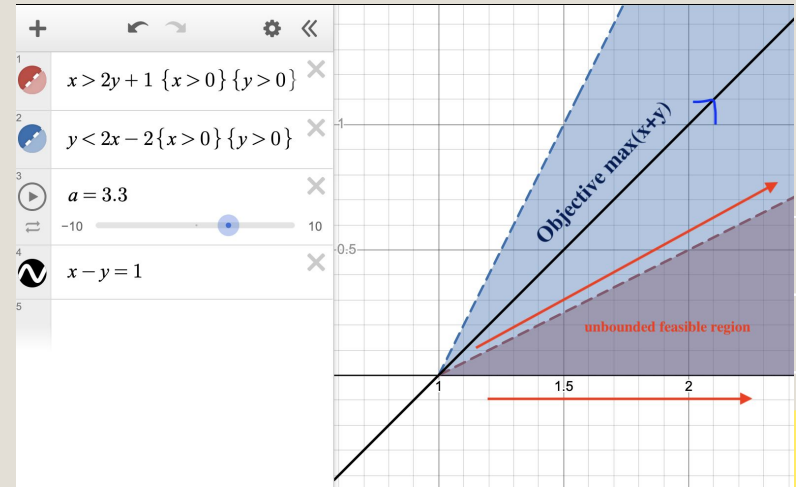 1
x > 2y + 1 {x > 0} {y > 0}
2
y < 2x − 2{x > 0} {y > 0}
3
a = 3.3
−10
10
4
x − y = 1
5
1
0.5
1
1.5
2
Objective max(x+y)
unbounded feasible region